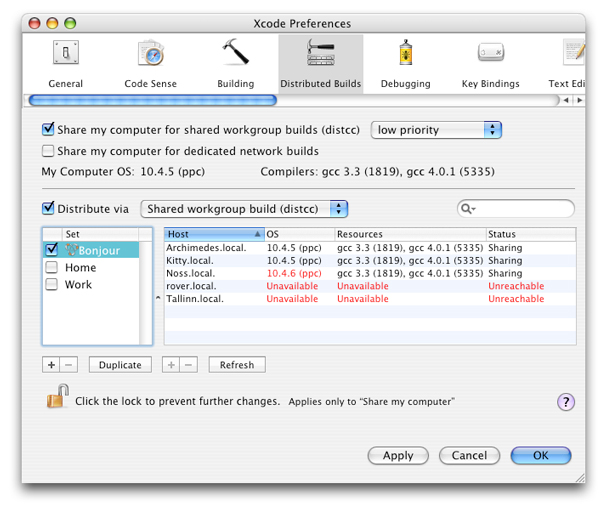 Xcode Preferences
General Code Sense Building Distributed Builds Debugging Key Bindings Text Edi
Share my computer for shared workgroup builds (distcc) low priority
Share my computer for dedicated network builds
My Computer OS: 10.4.5 (ppc) Compilers: gcc 3.3 (1819), gcc 4.0.1 (5335)
Distribute via Shared workgroup build (distcc)
Set Host OS Resources Status
Bonjour Archimedes.local. 10.4.5 (ppc) gcc 3.3 (1819), gcc 4.0.1 (5335) Sharing
Kitty.local. 10.4.5 (ppc) gcc 3.3 (1819), gcc 4.0.1 (5335) Sharing
Home Noss.local. 10.4.6 (ppc) gcc 3.3 (1819), gcc 4.0.1 (5335) Sharing
Work rover.local. Unavailable Unavailable Unreachable
Tallinn.local. Unavailable Unavailable Unreachable
+ − Duplicate + − Refresh
Click the lock to prevent further changes. Applies only to “Share my computer” ?
Apply Cancel OK